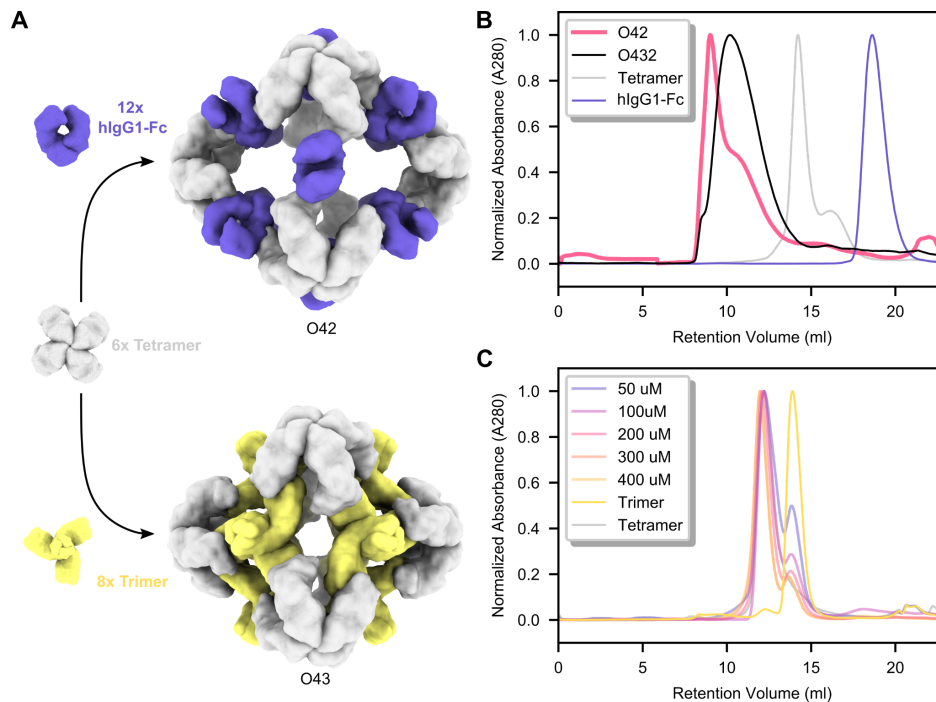 A
12x
hIgG1-Fc
O42
6x Tetramer
8x Trimer
O43
B
Normalized Absorbance (A280)
1.0
0.8
0.6
0.4
0.2
0.0
O42
O432
Tetramer
hIgG1-Fc
0
5
10
15
20
Retention Volume (ml)
C
Normalized Absorbance (A280)
1.0
0.8
0.6
0.4
0.2
0.0
50 uM
100uM
200 uM
300 uM
400 uM
Trimer
Tetramer
0
5
10
15
20
Retention Volume (ml)